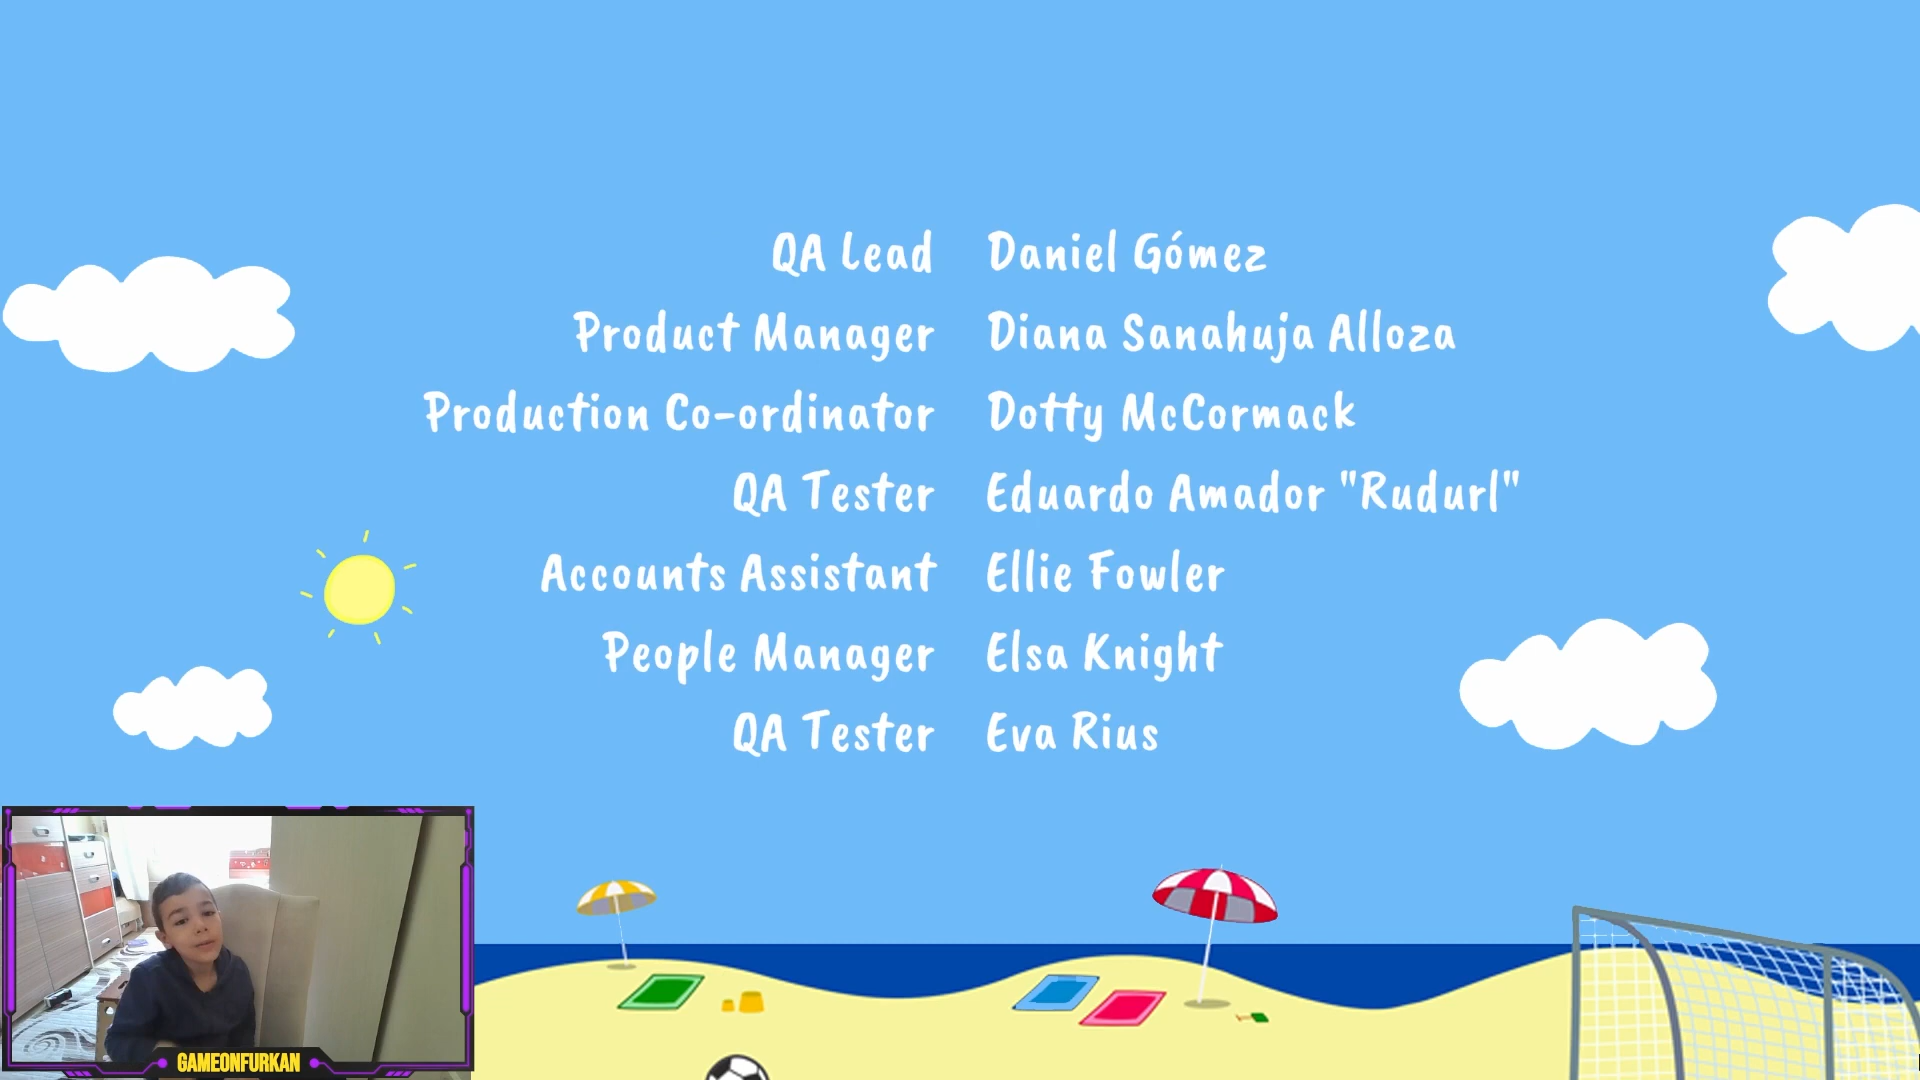 QA Lead Daniel Gómez
Product Manager Diana Sanahuja Alloza
Production Co-ordinator Dotty McCormack
QA Tester Eduardo Amador "Rudurl"
Accounts Assistant Ellie Fowler
People Manager Elsa Knight
QA Tester Eva Rius
GAMEONFURKAN